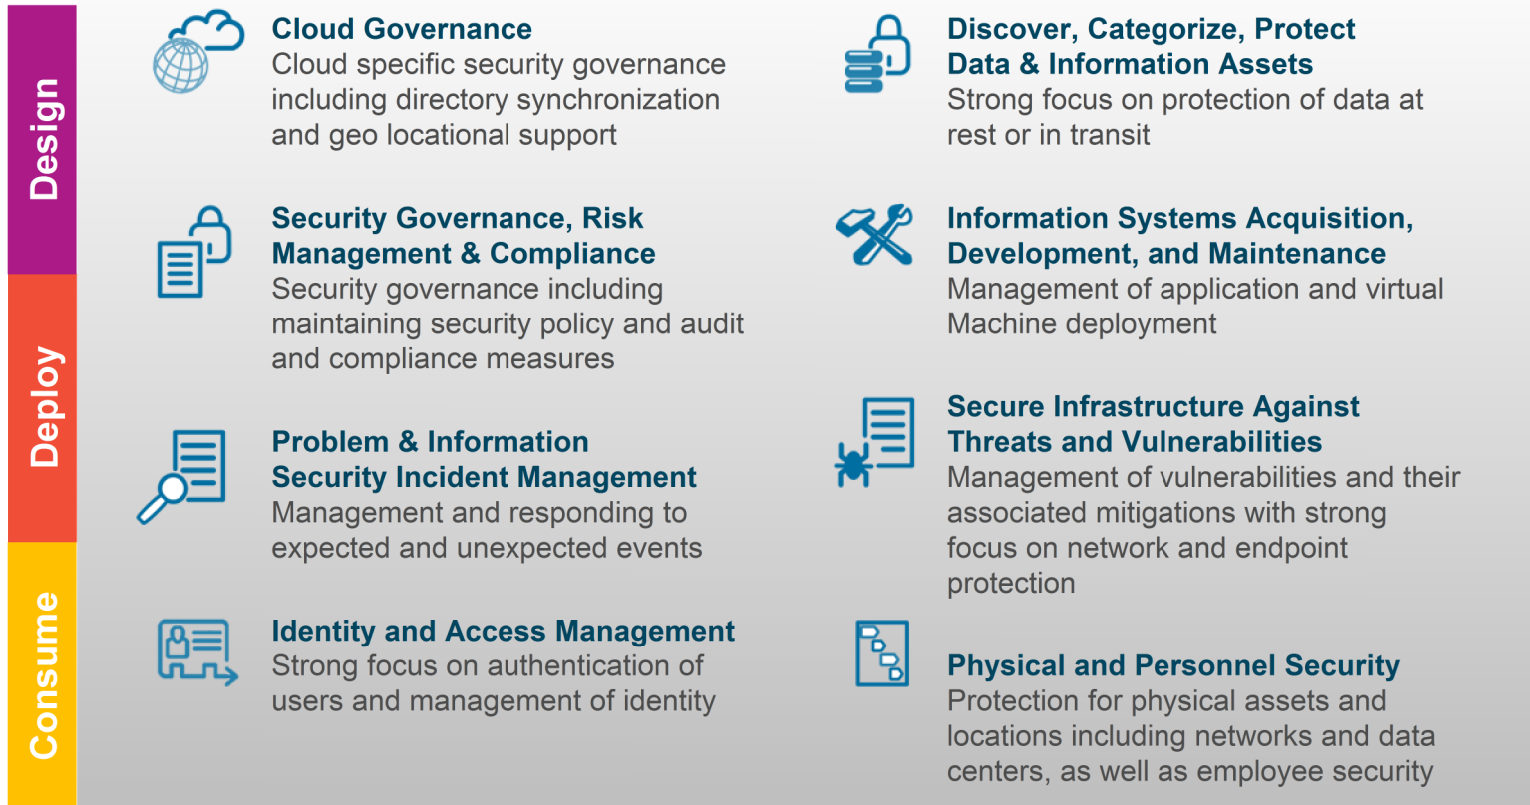 Design
Deploy
Consume
Cloud Governance
Cloud specific security governance
including directory synchronization
and geo locational support
Security Governance, Risk
Management & Compliance
Security governance including
maintaining security policy and audit
and compliance measures
Problem & Information
Security Incident Management
Management and responding to
expected and unexpected events
Identity and Access Management
Strong focus on authentication of
users and management of identity
Discover, Categorize, Protect
Data & Information Assets
Strong focus on protection of data at
rest or in transit
Information Systems Acquisition,
Development, and Maintenance
Management of application and virtual
Machine deployment
Secure Infrastructure Against
Threats and Vulnerabilities
Management of vulnerabilities and their
associated mitigations with strong
focus on network and endpoint
protection
Physical and Personnel Security
Protection for physical assets and
locations including networks and data
centers, as well as employee security